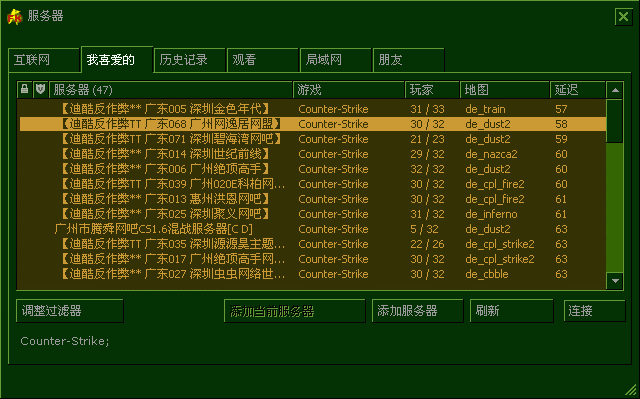 服务器
互联网 我喜爱的 历史记录 观看 局域网 朋友
服务器 (47) 游戏 玩家 地图 延迟
【迪酷反作弊** 广东005 深圳金色年代】 Counter-Strike 31 / 33 de_train 57
【迪酷反作弊TT 广东068 广州网逸居网盟】 Counter-Strike 30 / 32 de_dust2 58
【迪酷反作弊TT 广东071 深圳碧海湾网吧】 Counter-Strike 21 / 23 de_dust2 59
【迪酷反作弊** 广东014 深圳世纪前线】 Counter-Strike 29 / 32 de_nazca2 60
【迪酷反作弊** 广东006 广州绝顶高手】 Counter-Strike 32 / 32 de_dust2 60
【迪酷反作弊TT 广东039 广州020E科柏网... Counter-Strike 30 / 32 de_cpl_fire2 60
【迪酷反作弊** 广东013 惠州洪恩网吧】 Counter-Strike 30 / 32 de_cpl_fire2 61
【迪酷反作弊** 广东025 深圳聚义网吧】 Counter-Strike 31 / 32 de_inferno 61
广州市腾舜网吧CS1.6混战服务器[C D] Counter-Strike 5 / 32 de_dust2 63
【迪酷反作弊TT 广东035 深圳源源昊主题... Counter-Strike 22 / 26 de_cpl_strike2 63
【迪酷反作弊** 广东017 广州绝顶高手网... Counter-Strike 30 / 32 de_cpl_strike2 63
【迪酷反作弊** 广东027 深圳虫虫网络世... Counter-Strike 30 / 32 de_cbble 63
调整过滤器 添加当前服务器 添加服务器 刷新 连接
Counter-Strike;